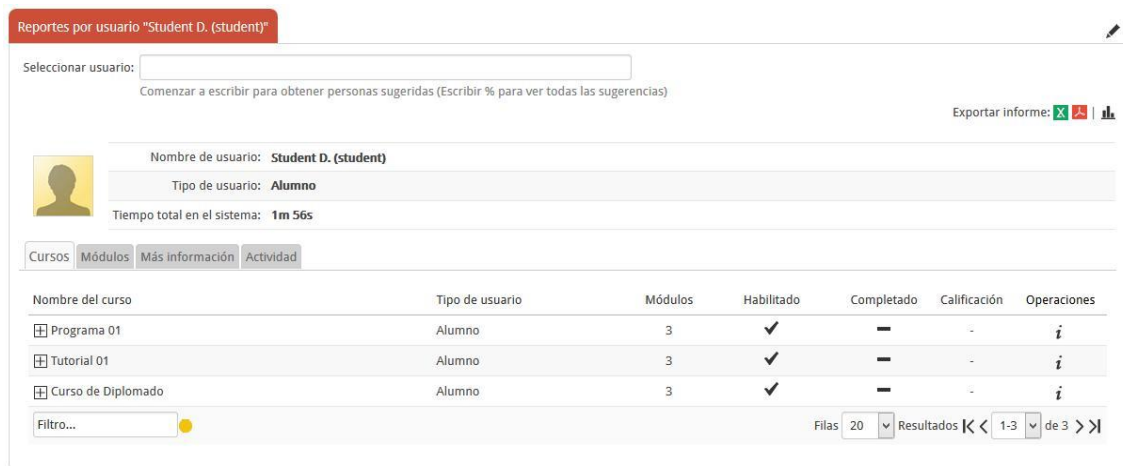 Reportes por usuario "Student D. (student)"
Seleccionar usuario:
Comenzar a escribir para obtener personas sugeridas (Escribir % para ver todas las sugerencias)
Exportar informe: X |
Nombre de usuario: Student D. (student)
Tipo de usuario: Alumno
Tiempo total en el sistema: 1m 56s
Cursos Módulos Más información Actividad
Nombre del curso Tipo de usuario Módulos Habilitado Completado Calificación Operaciones
Programa 01 Alumno 3 - i
Tutorial 01 Alumno 3 - i
Curso de Diplomado Alumno 3 - i
Filtro... Filas 20 Resultados 1-3 de 3